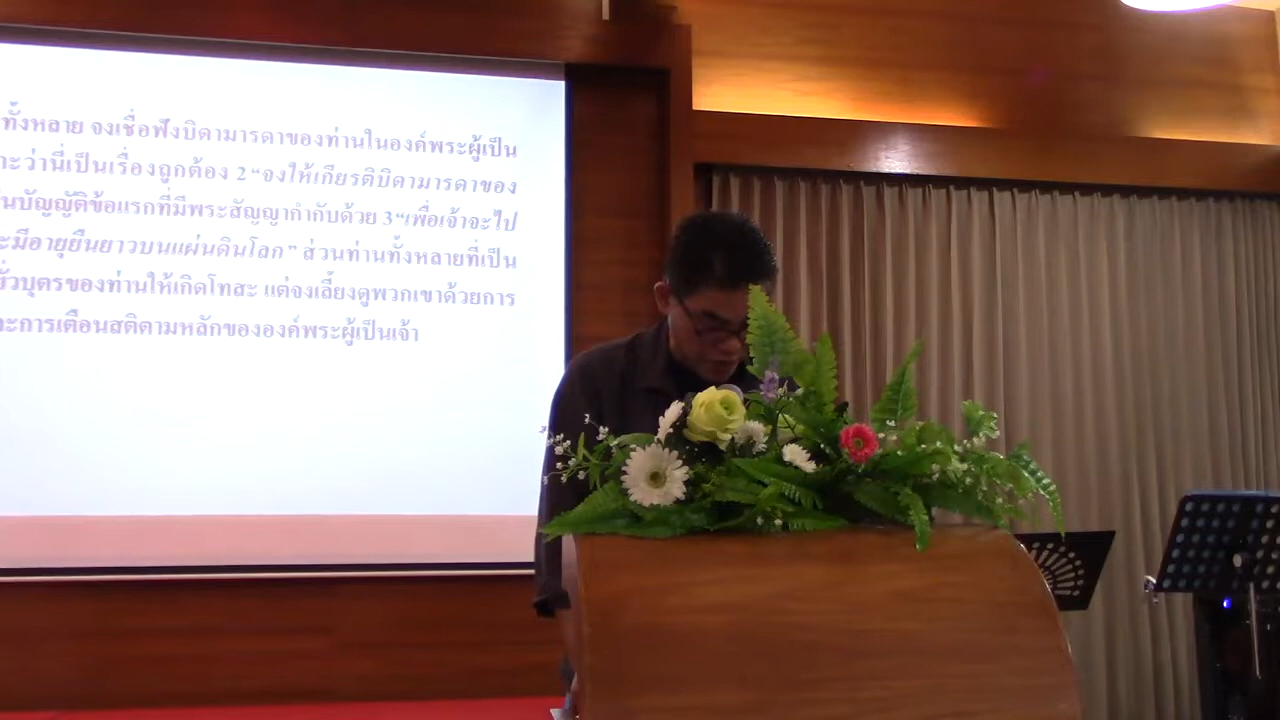 ทั้งหลาย จงเชื่อฟังบิดามารดาของท่านในองค์พระผู้เป็น
ว่านี่เป็นเรื่องถูกต้อง 2 “จงให้เกียรติบิดามารดาของ
บัญญัติข้อแรกที่มีพระสัญญากำกับด้วย 3“เพื่อเจ้าจะไป
มีอายุยืนยาวบนแผ่นดินโลก” ส่วนท่านทั้งหลายที่เป็น
ยั่วบุตรของท่านให้เกิดโทสะ แต่จงเลี้ยงดูพวกเขาด้วยการ
ะการเตือนสติตามหลักขององค์พระผู้เป็นเจ้า